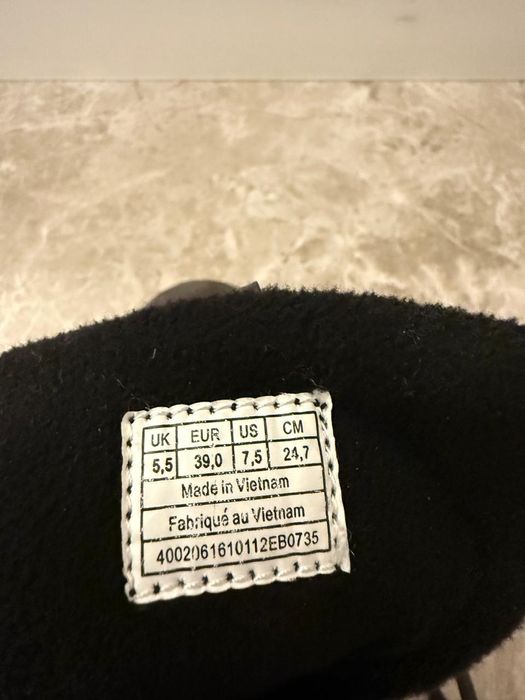 UK EUR US CM
5,5 39,0 7,5 24,7
Made in Vietnam
Fabriqué au Vietnam
4002061610112EB0735